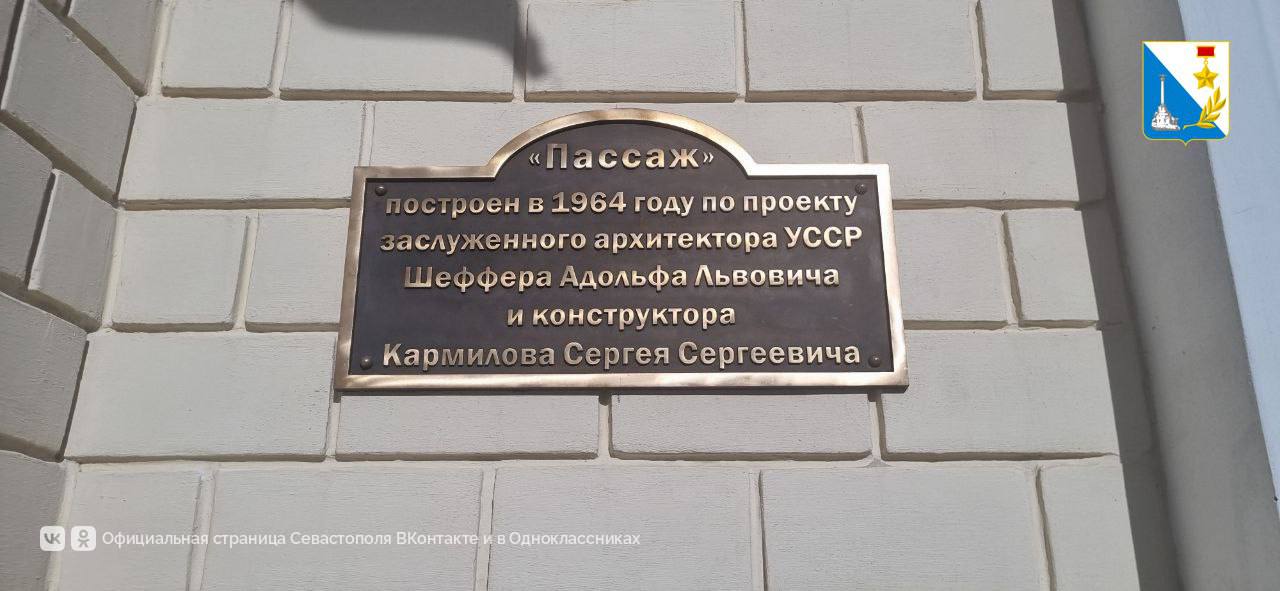 «Пассаж»
построен в 1964 году по проекту
заслуженного архитектора УССР
Шеффера Адольфа Львовича
и конструктора
Кармилова Сергея Сергеевича
Официальная страница Севастополя ВКонтакте и в Одноклассниках